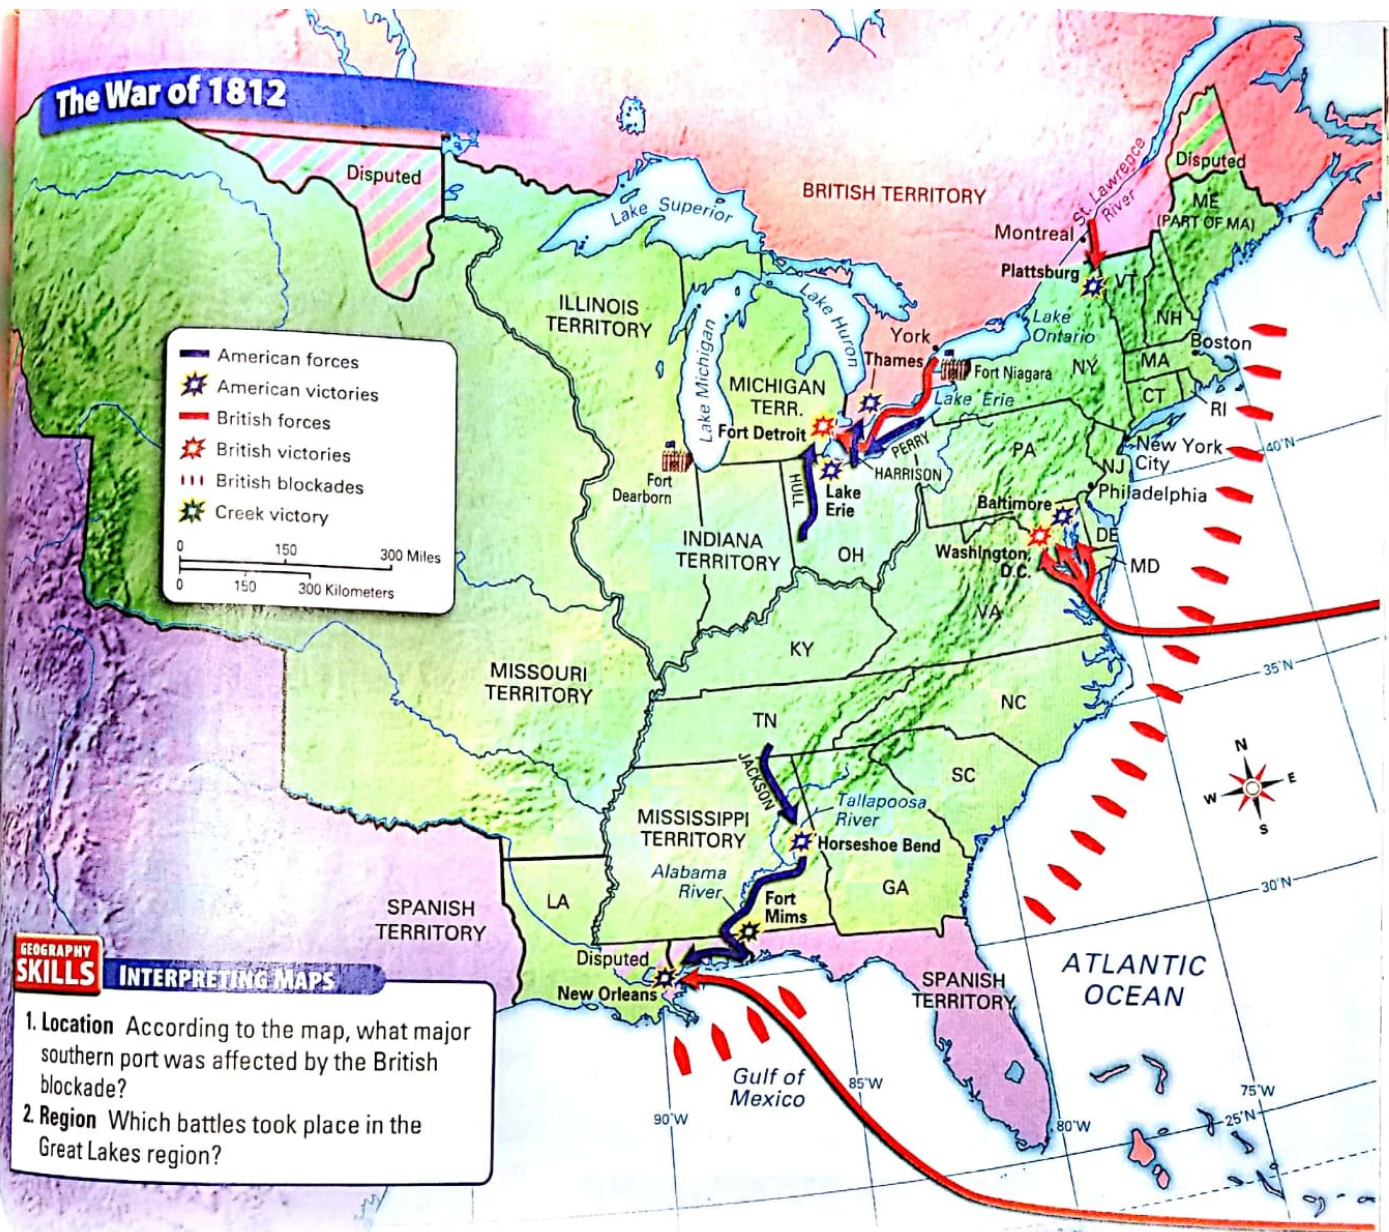 The War of 1812
Disputed
BRITISH TERRITORY
St. Lawrence
River
Disputed
ME
(PART OF MA)
Montreal
Plattsburg
VT
NH
Lake Superior
ILLINOIS
TERRITORY
Lake Michigan
Lake Huron
Lake
Ontario
York
Thames
Fort Niagara
NY
MA
Boston
CT
RI
MICHIGAN
TERR.
Fort Detroit
Lake Erie
PERRY
HARRISON
HULL
Lake
Erie
Fort
Dearborn
PA
New York
City
NJ
Philadelphia
40°N
Baltimore
DE
MD
Washington,
D.C.
INDIANA
TERRITORY
OH
VA
KY
American forces
American victories
British forces
British victories
British blockades
Creek victory
0 150 300 Miles
0 150 300 Kilometers
MISSOURI
TERRITORY
35°N
NC
TN
JACKSON
SC
N
W E
S
MISSISSIPPI
TERRITORY
Tallapoosa
River
Horseshoe Bend
Alabama
River
Fort
Mims
GA
30°N
SPANISH
TERRITORY
LA
Disputed
New Orleans
SPANISH
TERRITORY
ATLANTIC
OCEAN
Gulf of
Mexico
90°W
85°W
80°W
75°W
25°N
GEOGRAPHY
SKILLS
INTERPRETING MAPS
1. Location According to the map, what major
southern port was affected by the British
blockade?
2. Region Which battles took place in the
Great Lakes region?